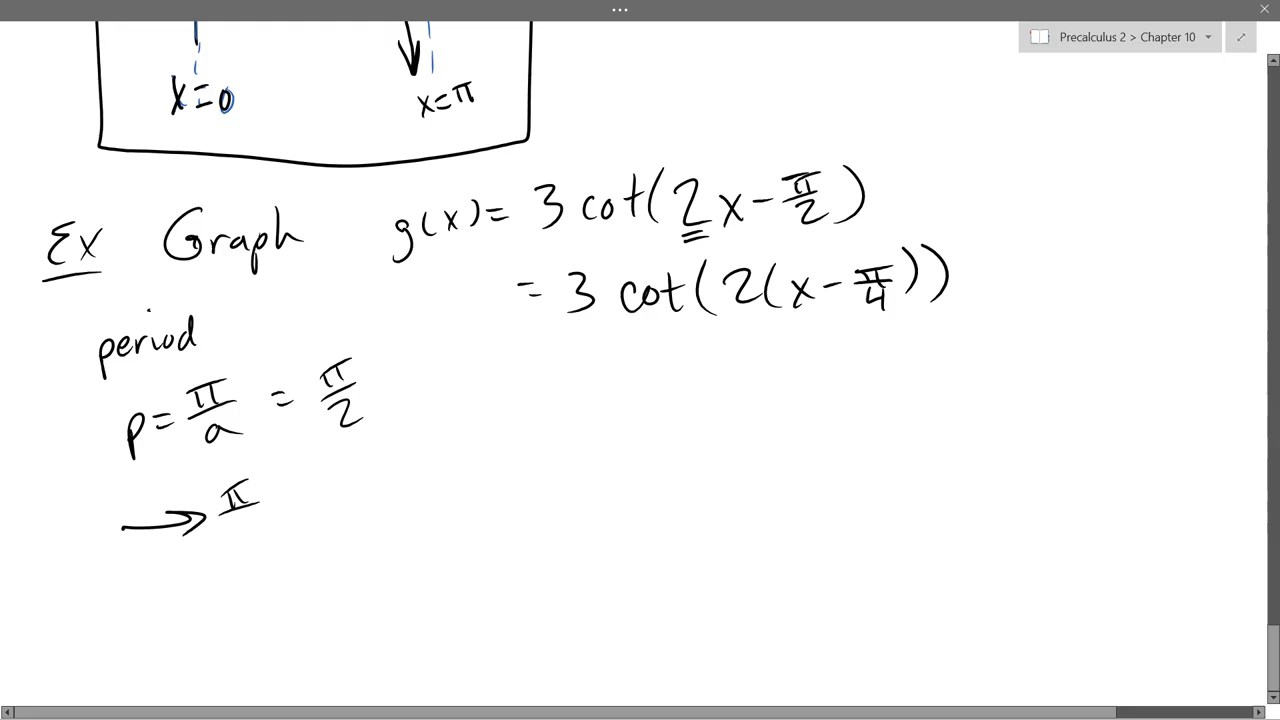 Precalculus 2 > Chapter 10
x=0 x=π
Ex Graph g(x) = 3 cot(2x - π/2)
= 3 cot(2(x - π/4))
period
p = π/a = π/2
→ π